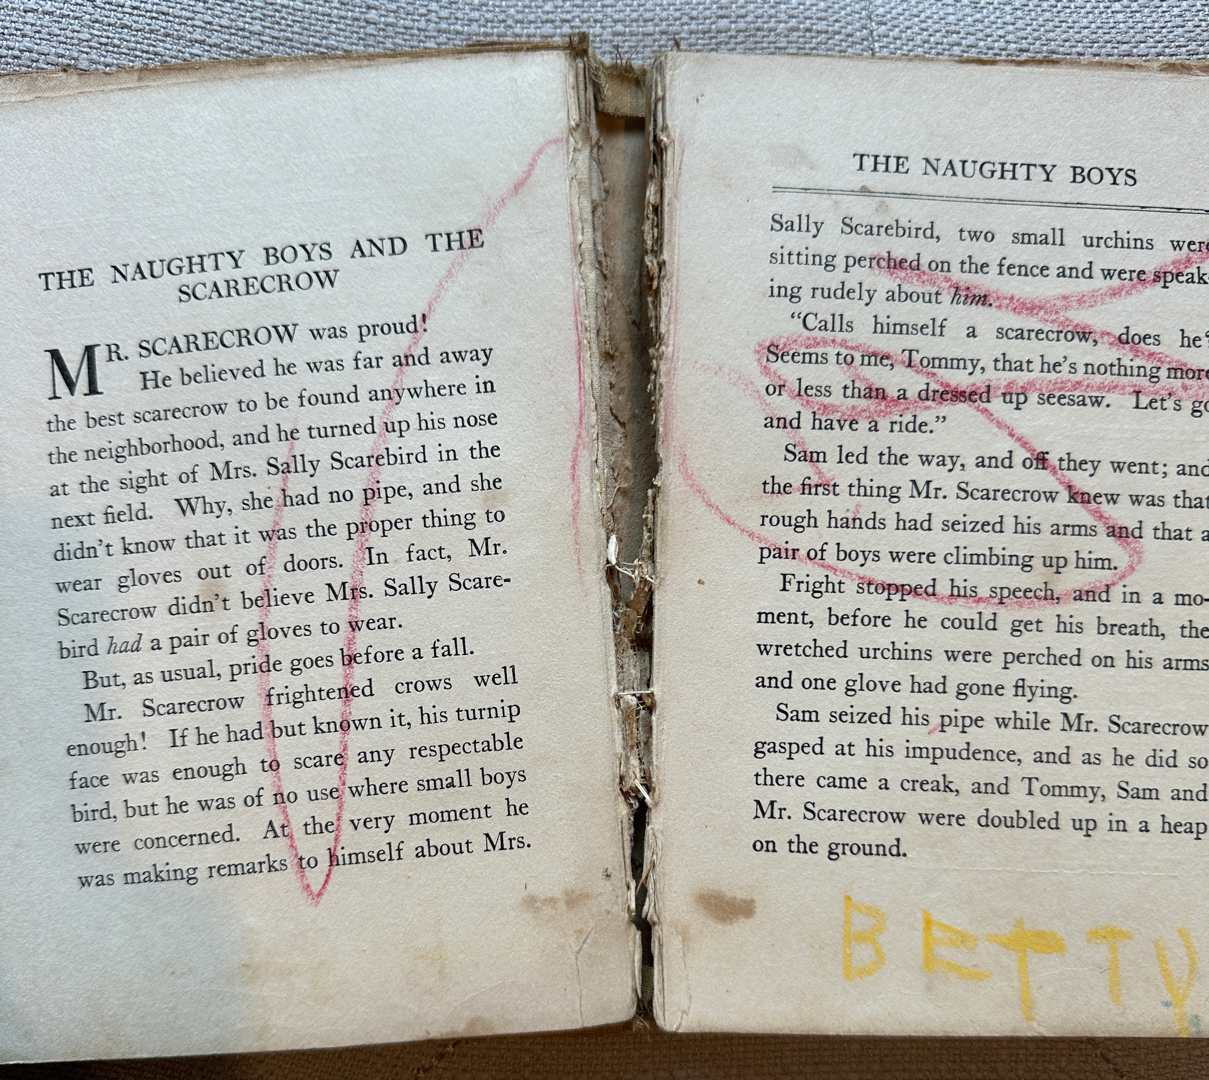 THE NAUGHTY BOYS AND THE
SCARECROW
MR. SCARECROW was proud!
He believed he was far and away
the best scarecrow to be found anywhere in
the neighborhood, and he turned up his nose
at the sight of Mrs. Sally Scarebird in the
next field. Why, she had no pipe, and she
didn't know that it was the proper thing to
wear gloves out of doors. In fact, Mr.
Scarecrow didn't believe Mrs. Sally Scare-
bird had a pair of gloves to wear.
But, as usual, pride goes before a fall.
Mr. Scarecrow frightened crows well
enough! If he had but known it, his turnip
face was enough to scare any respectable
bird, but he was of no use where small boys
were concerned. At the very moment he
was making remarks to himself about Mrs.
THE NAUGHTY BOYS
Sally Scarebird, two small urchins were
sitting perched on the fence and were speak-
ing rudely about him.
“Calls himself a scarecrow, does he?
Seems to me, Tommy, that he's nothing more
or less than a dressed up seesaw. Let's go
and have a ride.”
Sam led the way, and off they went; and
the first thing Mr. Scarecrow knew was that
rough hands had seized his arms and that a
pair of boys were climbing up him.
Fright stopped his speech, and in a mo-
ment, before he could get his breath, the
wretched urchins were perched on his arms
and one glove had gone flying.
Sam seized his pipe while Mr. Scarecrow
gasped at his impudence, and as he did so
there came a creak, and Tommy, Sam and
Mr. Scarecrow were doubled up in a heap
on the ground.
BETTY